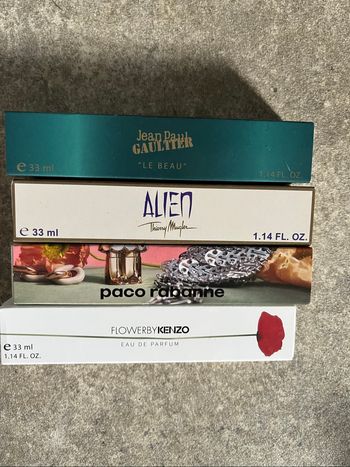 Jean Paul
GAULTIER
"LE BEAU"
e 33 ml
1.14 FL. OZ.
ALIEN
Thierry Mugler
e 33 ml
1.14 FL. OZ.
paco rabanne
FLOWERBYKENZO
EAU DE PARFUM
e 33 ml
1.14 FL. OZ.